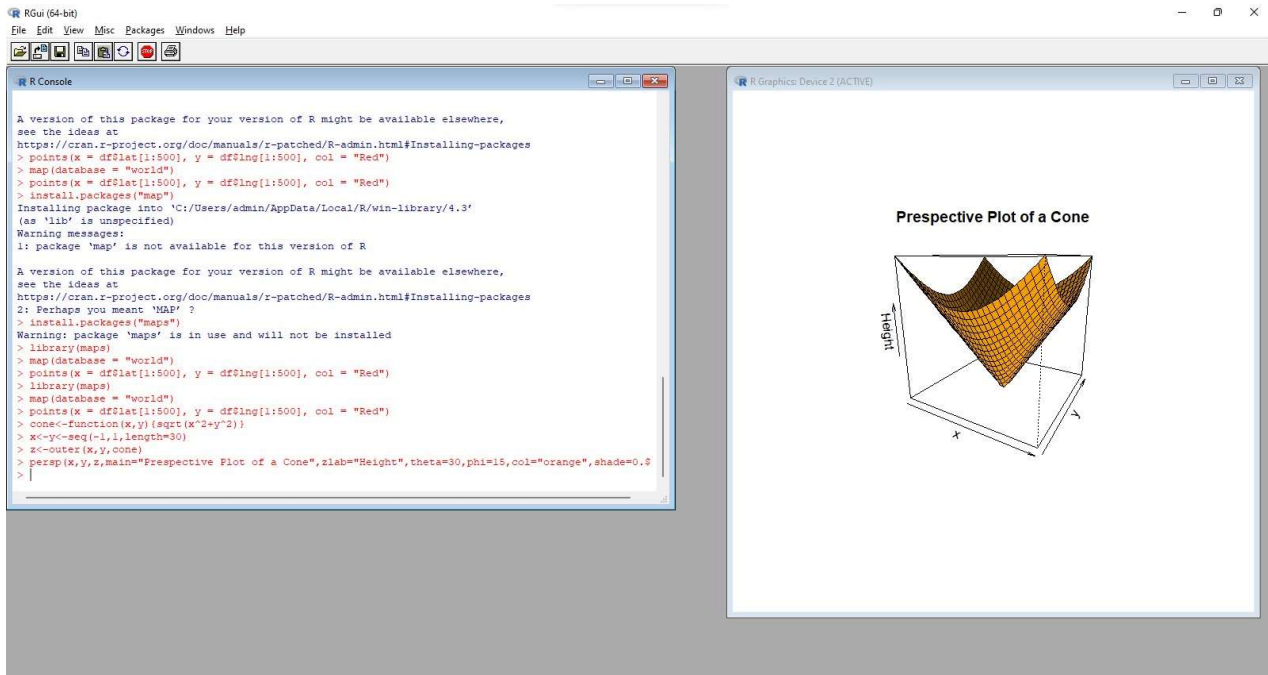 RGui (64-bit)
File Edit View Misc Packages Windows Help
STOP
R Console
A version of this package for your version of R might be available elsewhere,
see the ideas at
https://cran.r-project.org/doc/manuals/r-patched/R-admin.html#Installing-packages
> points(x = df$lat[1:500], y = df$lng[1:500], col = "Red")
> map(database = "world")
> points(x = df$lat[1:500], y = df$lng[1:500], col = "Red")
> install.packages("map")
Installing package into ‘C:/Users/admin/AppData/Local/R/win-library/4.3’
(as ‘lib’ is unspecified)
Warning messages:
1: package ‘map’ is not available for this version of R
A version of this package for your version of R might be available elsewhere,
see the ideas at
https://cran.r-project.org/doc/manuals/r-patched/R-admin.html#Installing-packages
2: Perhaps you meant ‘MAP’ ?
> install.packages("maps")
Warning: package ‘maps’ is in use and will not be installed
> library(maps)
> map(database = "world")
> points(x = df$lat[1:500], y = df$lng[1:500], col = "Red")
> library(maps)
> map(database = "world")
> points(x = df$lat[1:500], y = df$lng[1:500], col = "Red")
> cone<-function(x,y){sqrt(x^2+y^2)}
> x<-y<-seq(-1,1,length=30)
> z<-outer(x,y,cone)
> persp(x,y,z,main="Prespective Plot of a Cone",zlab="Height",theta=30,phi=15,col="orange",shade=0.$
>
R Graphics: Device 2 (ACTIVE)
Prespective Plot of a Cone
Height
x
y